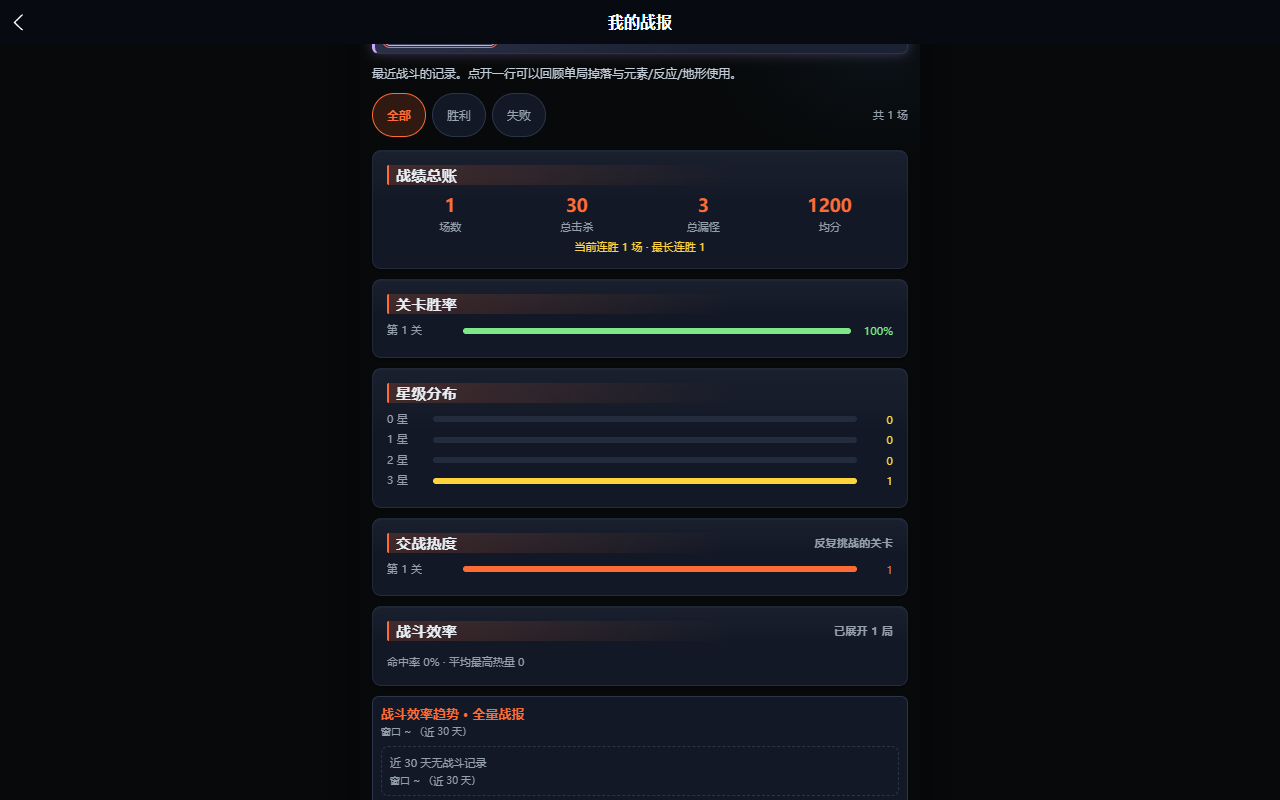 我的战报
最近战斗的记录。点开一行可以回顾单局掉落与元素/反应/地形使用。
全部 胜利 失败 共 1 场
战绩总账
1 30 3 1200
场数 总击杀 总漏怪 均分
当前连胜 1 场 · 最长连胜 1
关卡胜率
第 1 关 100%
星级分布
0 星 0
1 星 0
2 星 0
3 星 1
交战热度 反复挑战的关卡
第 1 关 1
战斗效率 已展开 1 局
命中率 0% · 平均最高热量 0
战斗效率趋势 • 全量战报
窗口 ~ （近 30 天）
近 30 天无战斗记录
窗口 ~ （近 30 天）